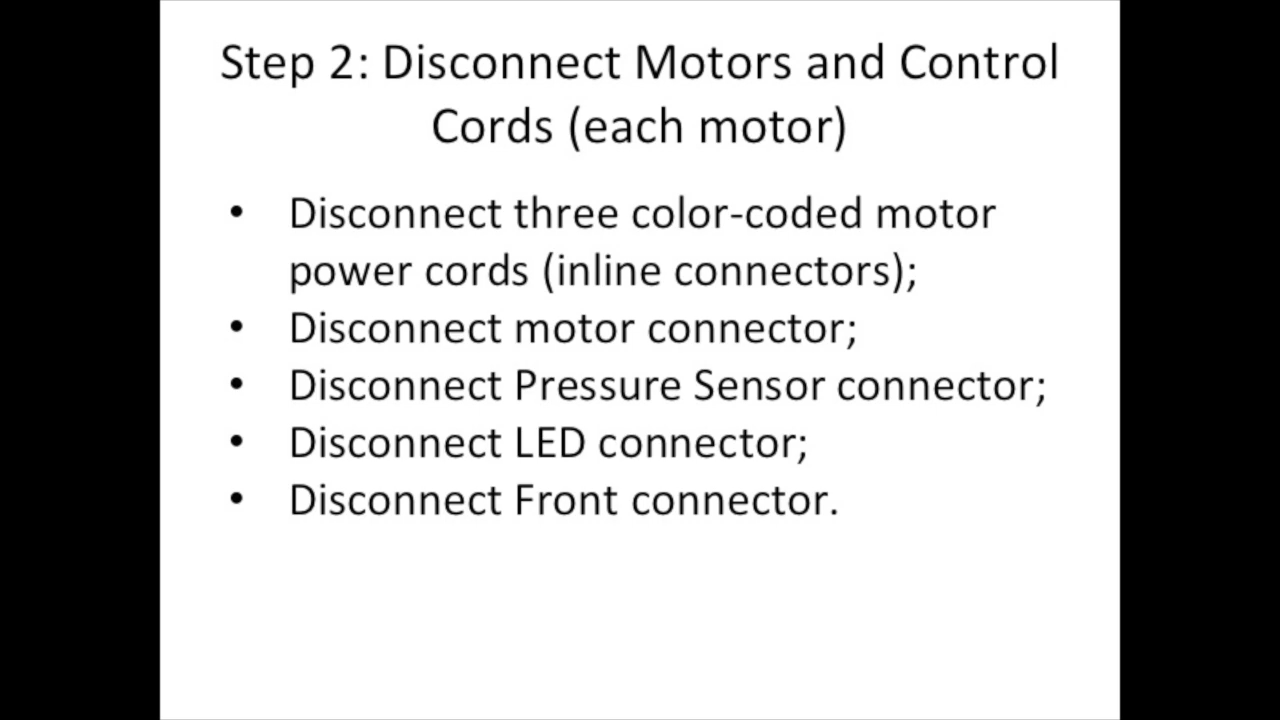 Step 2: Disconnect Motors and Control
Cords (each motor)
• Disconnect three color-coded motor
power cords (inline connectors);
• Disconnect motor connector;
• Disconnect Pressure Sensor connector;
• Disconnect LED connector;
• Disconnect Front connector.